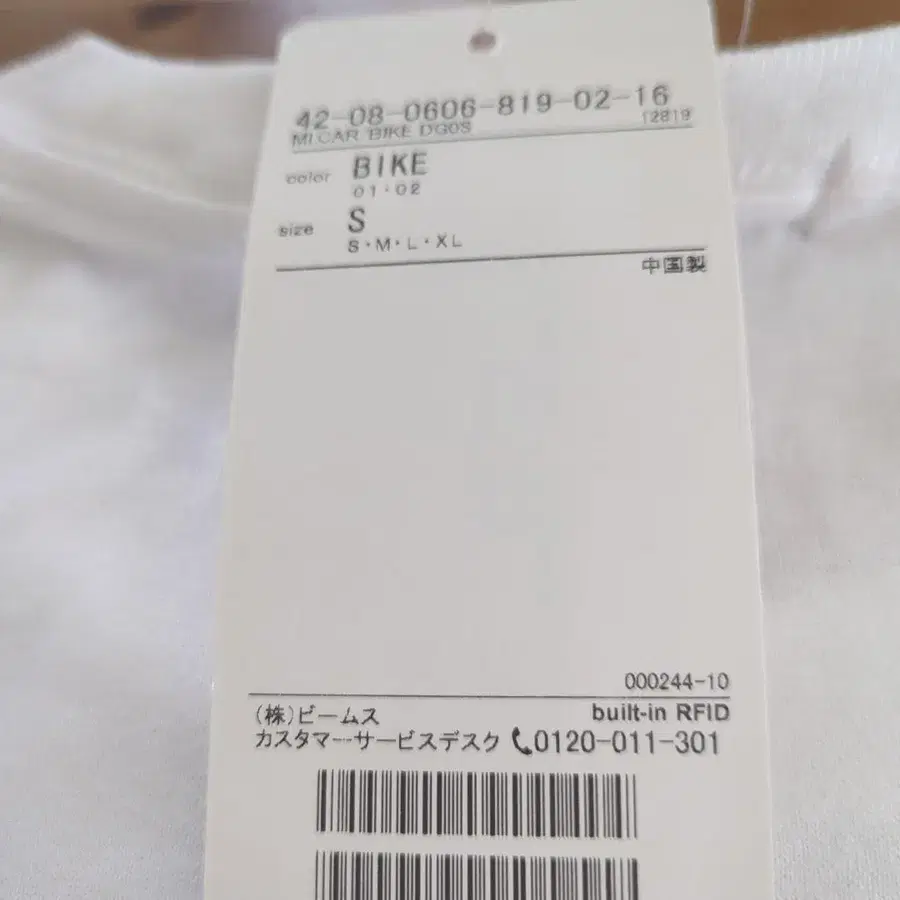 42-08-0606-819-02-16
MI CAR BIKE DG0S 12819
color BIKE
01・02
size S
S・M・L・XL
中国製
000244-10
(株)ビームス built-in RFID
カスタマーサービスデスク 0120-011-301